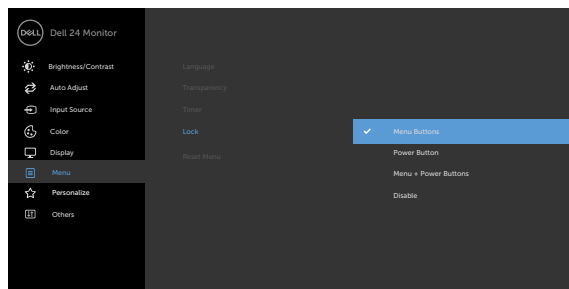 DELL Dell 24 Monitor
Brightness/Contrast
Auto Adjust
Input Source
Color
Display
Menu
Personalize
Others
Language
Transparency
Timer
Lock
Reset Menu
Menu Buttons
Power Button
Menu + Power Buttons
Disable